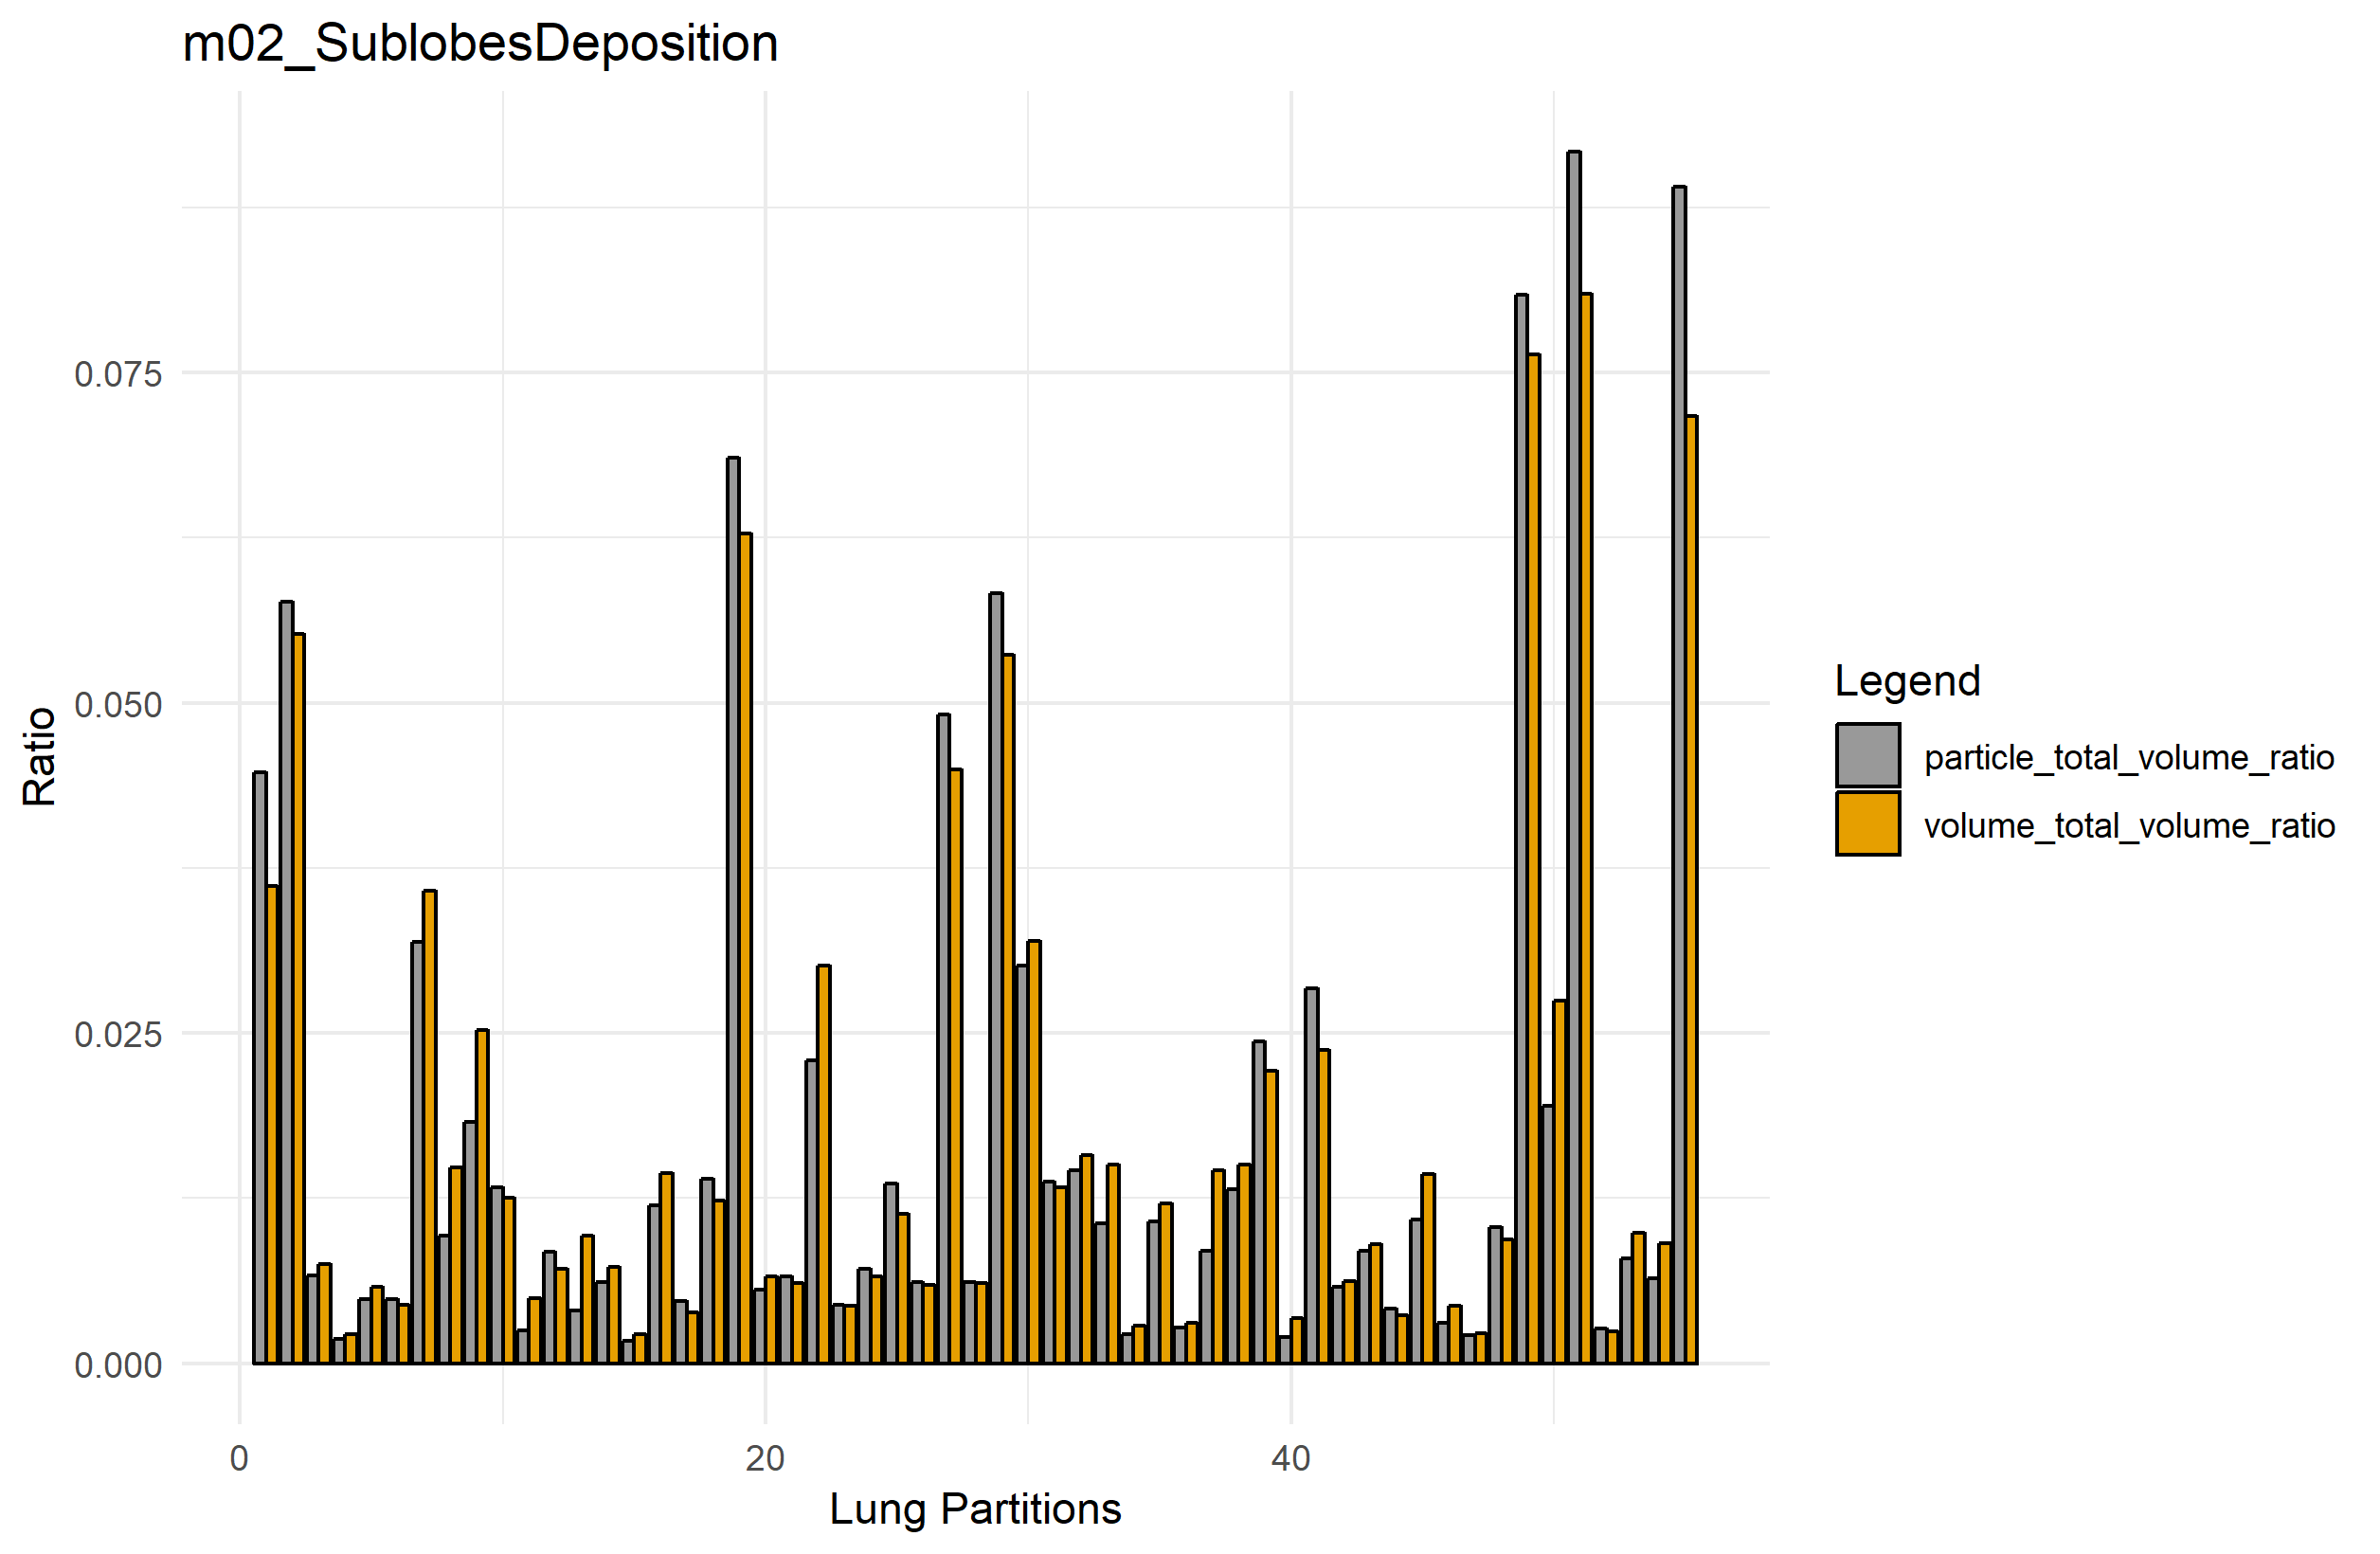 m02_SublobesDeposition
0.075
0.050
0.025
0.000
Ratio
0
20
40
Lung Partitions
Legend
particle_total_volume_ratio
volume_total_volume_ratio